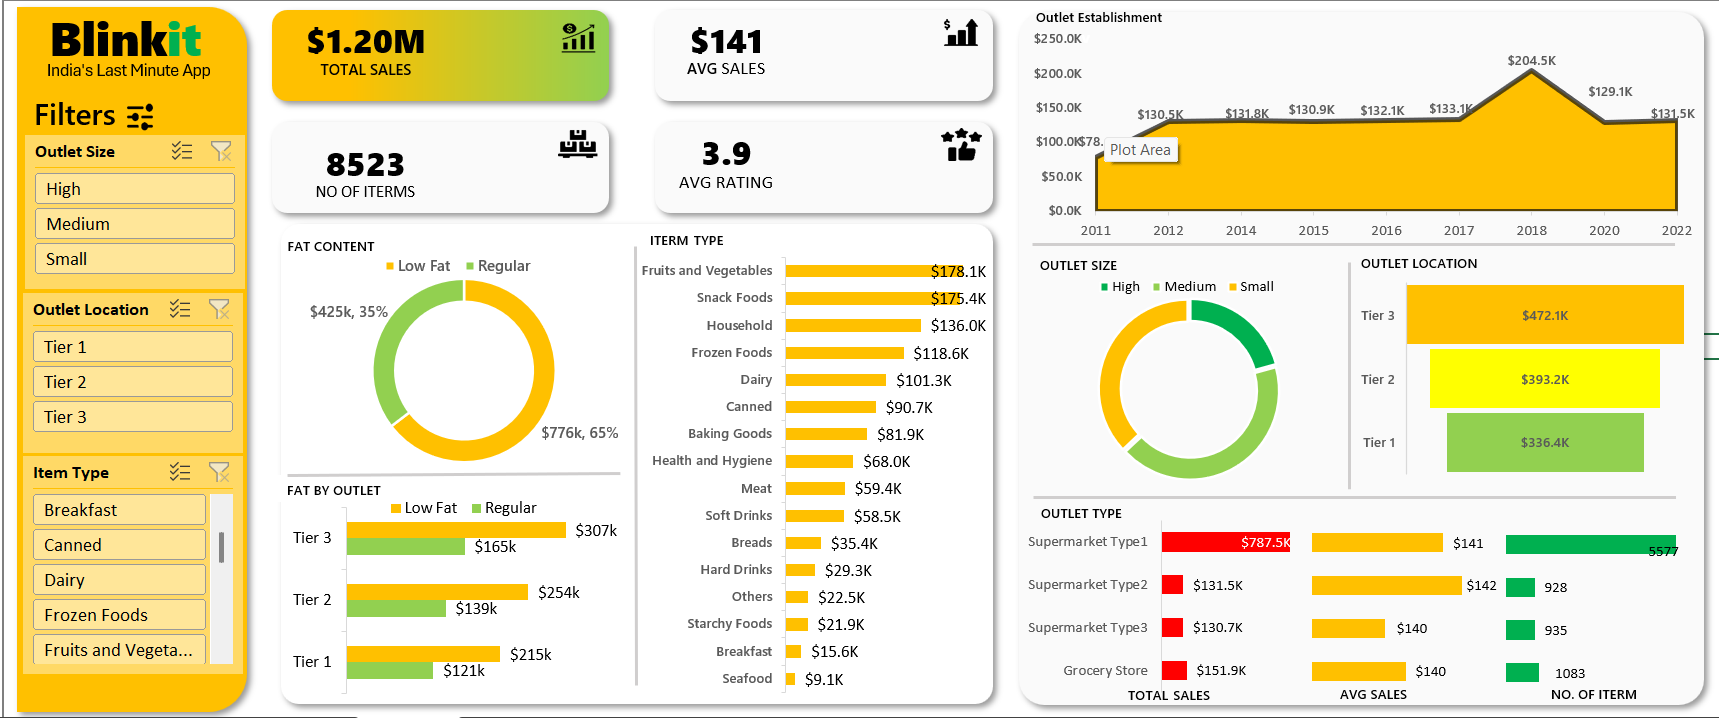 Blinkit
India's Last Minute App
Filters
Outlet Size
High
Medium
Small
Outlet Location
Tier 1
Tier 2
Tier 3
Item Type
Breakfast
Canned
Dairy
Frozen Foods
Fruits and Vegeta...
$1.20M
TOTAL SALES
$141
AVG SALES
8523
NO OF ITERMS
3.9
AVG RATING
FAT CONTENT
Low Fat Regular
$425k, 35%
$776k, 65%
FAT BY OUTLET
Low Fat Regular
Tier 3 $307k
$165k
Tier 2 $254k
$139k
Tier 1 $215k
$121k
ITERM TYPE
Fruits and Vegetables $178.1K
Snack Foods $175.4K
Household $136.0K
Frozen Foods $118.6K
Dairy $101.3K
Canned $90.7K
Baking Goods $81.9K
Health and Hygiene $68.0K
Meat $59.4K
Soft Drinks $58.5K
Breads $35.4K
Hard Drinks $29.3K
Others $22.5K
Starchy Foods $21.9K
Breakfast $15.6K
Seafood $9.1K
Outlet Establishment
$250.0K
$200.0K
$150.0K
$100.0K
$50.0K
$0.0K
$78.
$130.5K
$131.8K
$130.9K
$132.1K
$133.1K
$204.5K
$129.1K
$131.5K
Plot Area
2011 2012 2014 2015 2016 2017 2018 2020 2022
OUTLET SIZE
High Medium Small
OUTLET LOCATION
Tier 3 $472.1K
Tier 2 $393.2K
Tier 1 $336.4K
OUTLET TYPE
Supermarket Type1 $787.5K $141 5577
Supermarket Type2 $131.5K $142 928
Supermarket Type3 $130.7K $140 935
Grocery Store $151.9K $140 1083
TOTAL SALES AVG SALES NO. OF ITERM